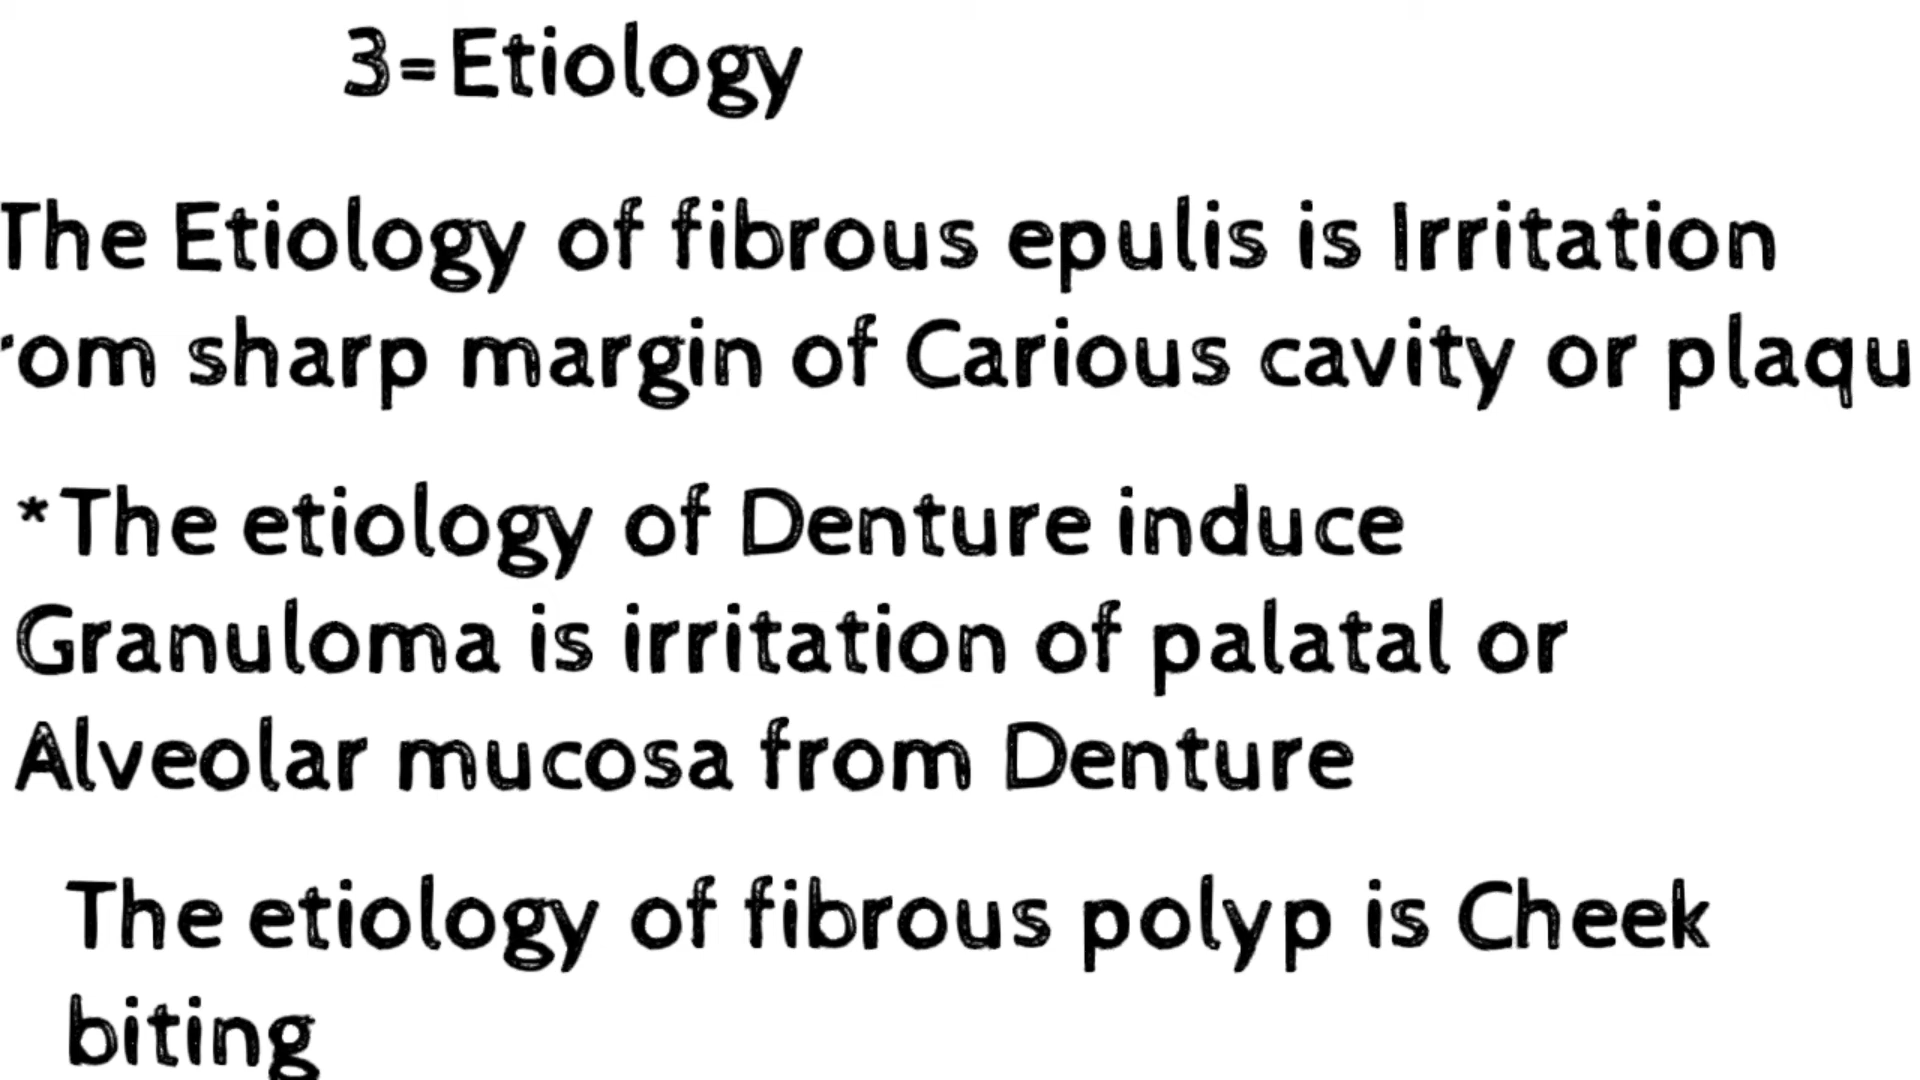 3=Etiology
The Etiology of fibrous epulis is Irritation
rom sharp margin of Carious cavity or plaqu
*The etiology of Denture induce
Granuloma is irritation of palatal or
Alveolar mucosa from Denture
The etiology of fibrous polyp is Cheek
biting